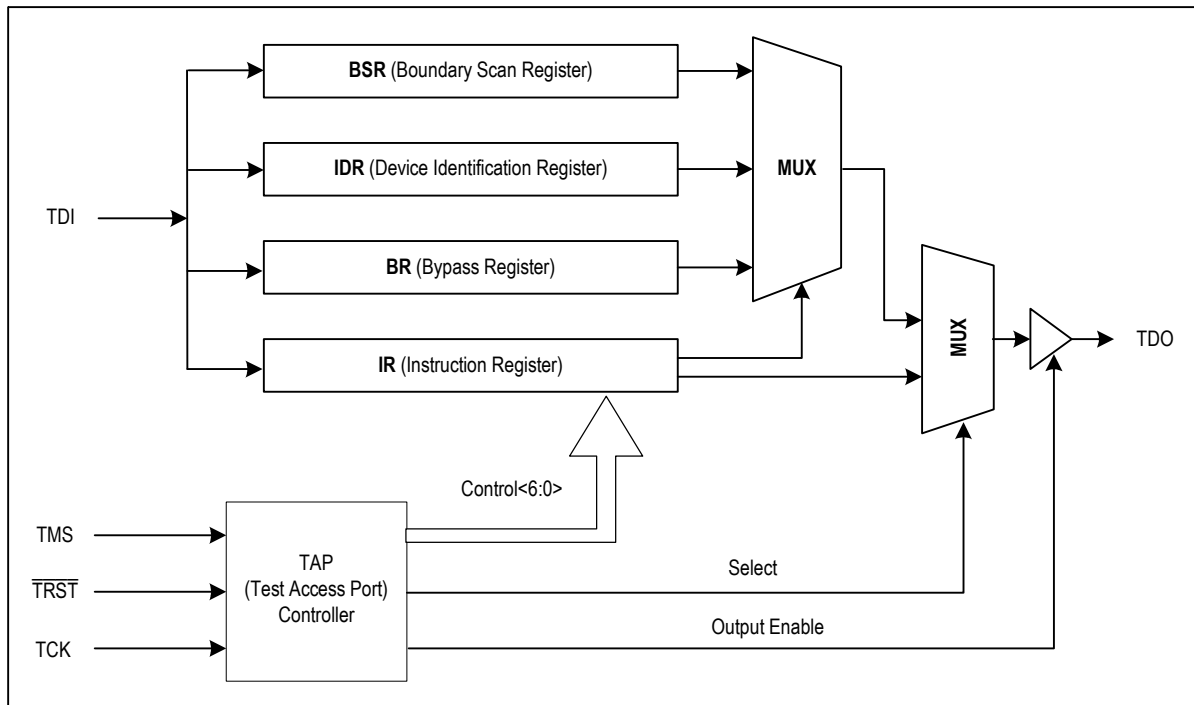 BSR (Boundary Scan Register)
IDR (Device Identification Register)
MUX
TDI
BR (Bypass Register)
MUX
TDO
IR (Instruction Register)
Control<6:0>
TMS
TAP
(Test Access Port)
Controller
Select
T̅R̅S̅T̅
Output Enable
TCK